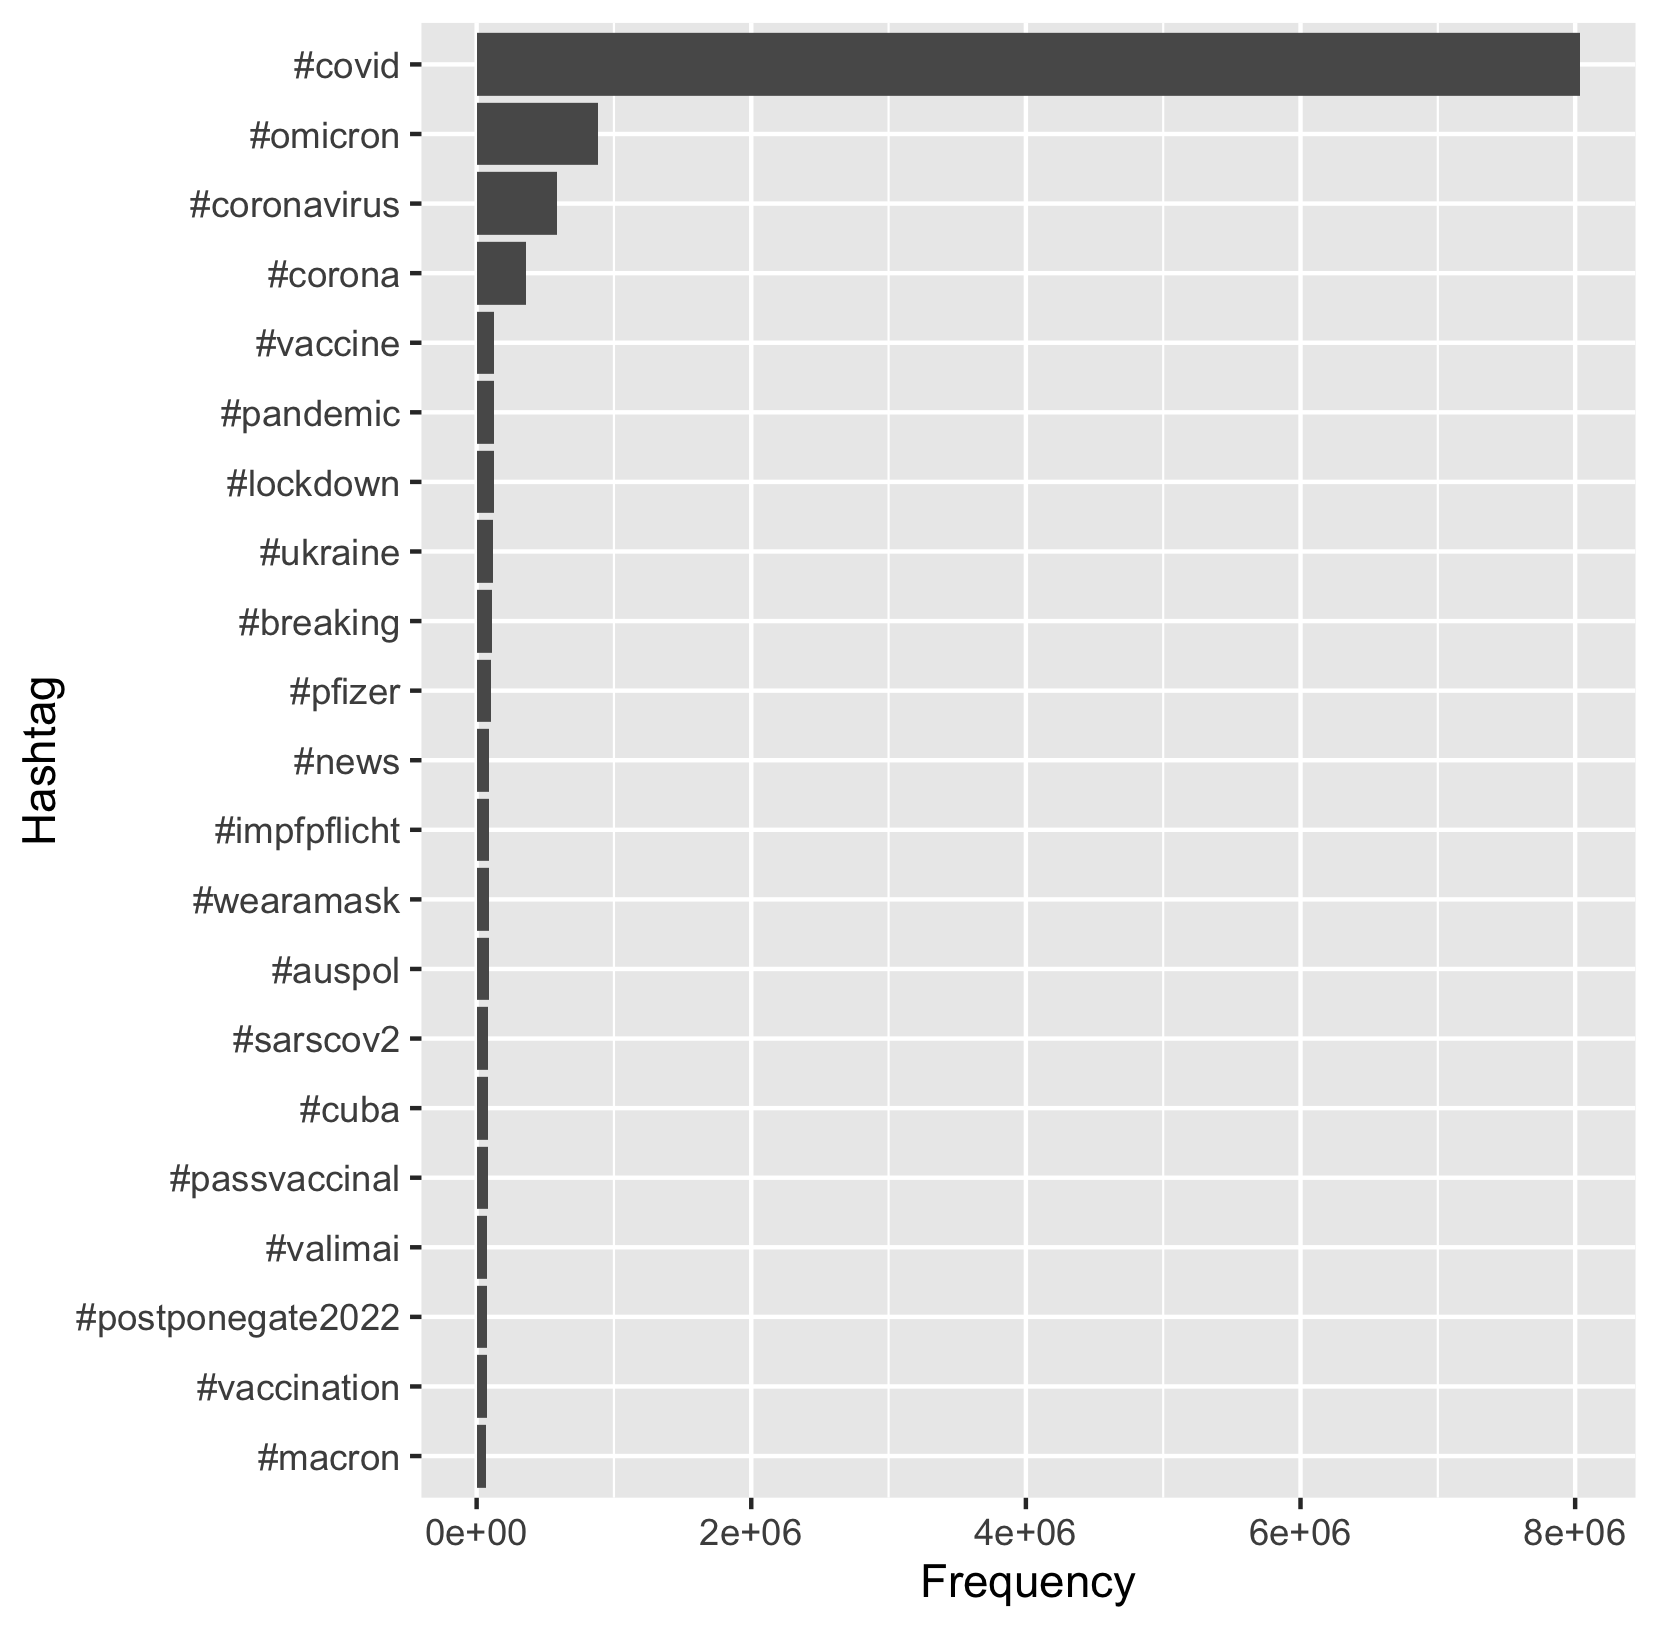 #covid
#omicron
#coronavirus
#corona
#vaccine
#pandemic
#lockdown
#ukraine
#breaking
#pfizer
#news
#impfpflicht
#wearamask
#auspol
#sarscov2
#cuba
#passvaccinal
#valimai
#postponegate2022
#vaccination
#macron
Hashtag
0e+00 2e+06 4e+06 6e+06 8e+06
Frequency